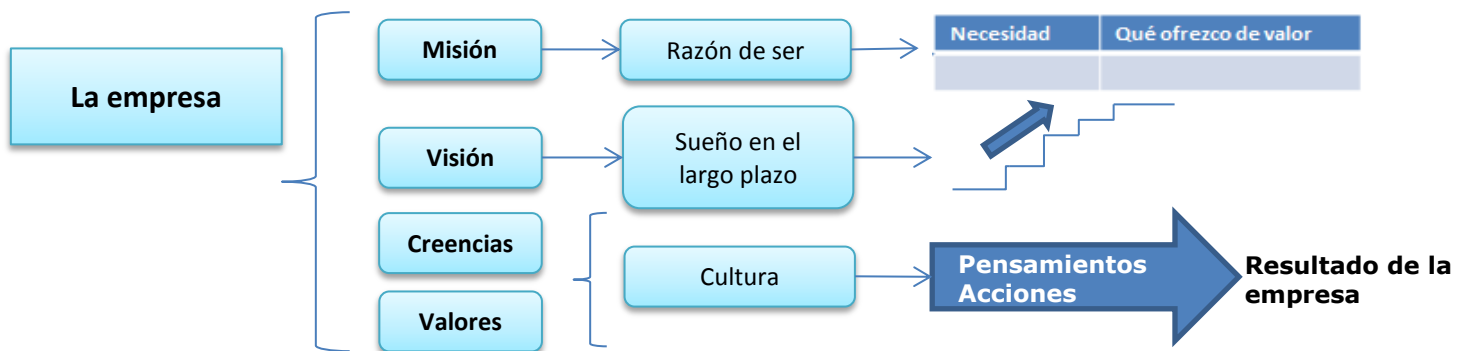 La empresa
Misión
Razón de ser
Necesidad
Qué ofrezco de valor
Visión
Sueño en el
largo plazo
Creencias
Valores
Cultura
Pensamientos
Acciones
Resultado de la
empresa